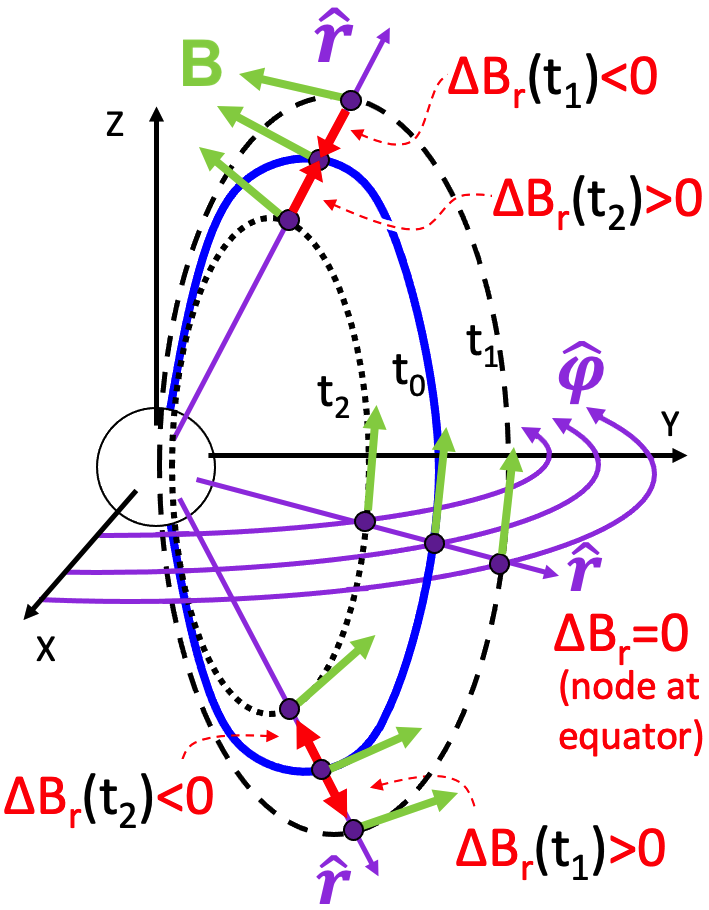 r̂
B
ΔBᵣ(t₁)<0
Z
ΔBᵣ(t₂)>0
t₁
t₀
t₂
φ̂
Y
r̂
X
ΔBᵣ=0
(node at
equator)
ΔBᵣ(t₂)<0
ΔBᵣ(t₁)>0
r̂